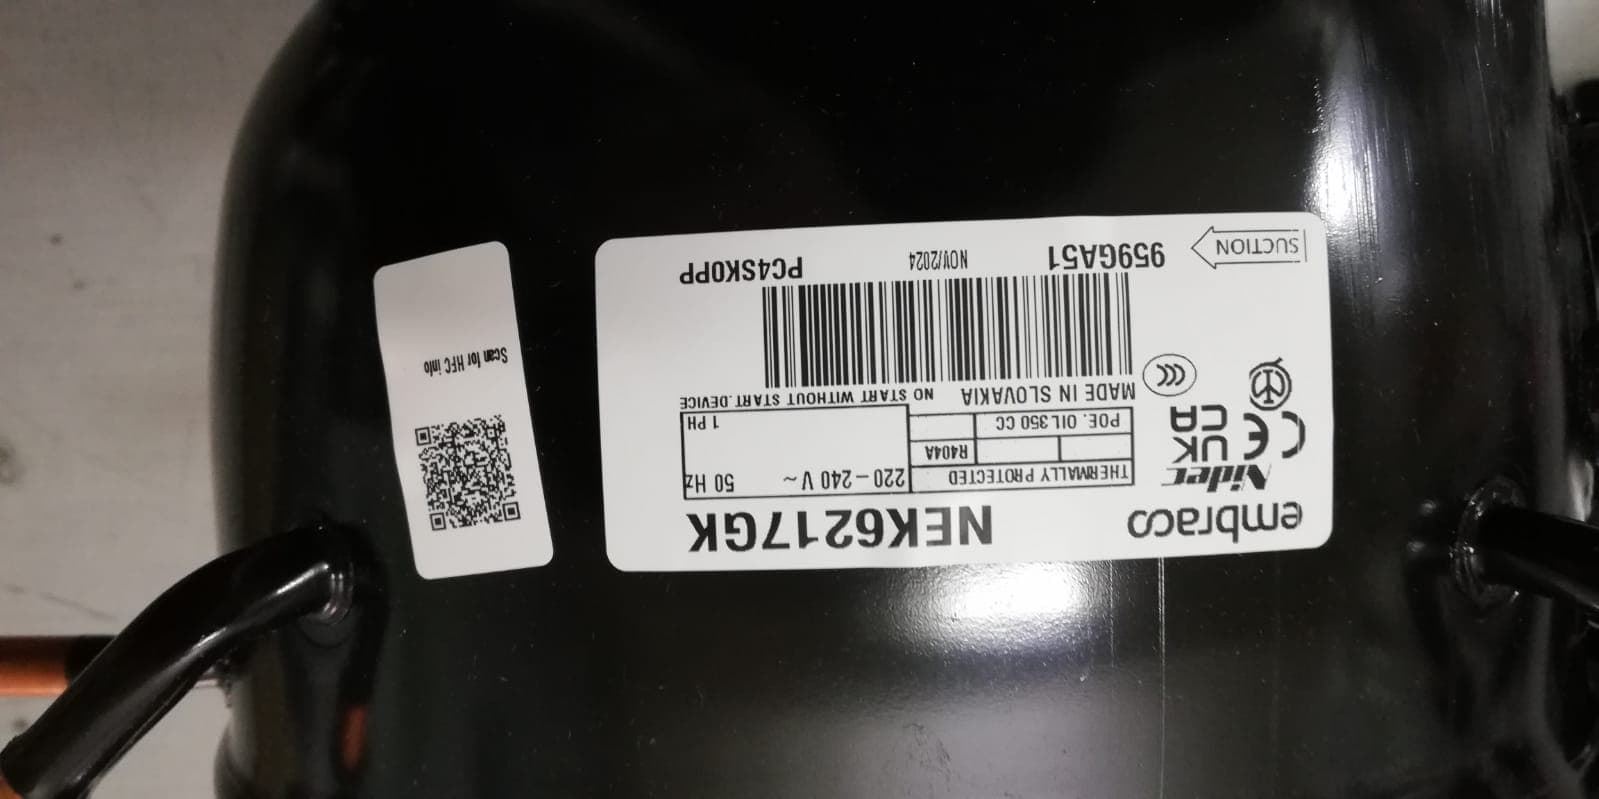 embraco
NEK6217GK
Nidec
THERMALLY PROTECTED
220-240 V ~ 50 Hz
R404A
1 PH
POE. OIL 350 CC
CE UK CA
CCC
MADE IN SLOVAKIA
NO START WITHOUT START.DEVICE
SUCTION
959GA51
NOV/2024
PC4SK0PP
Scan for HFC info